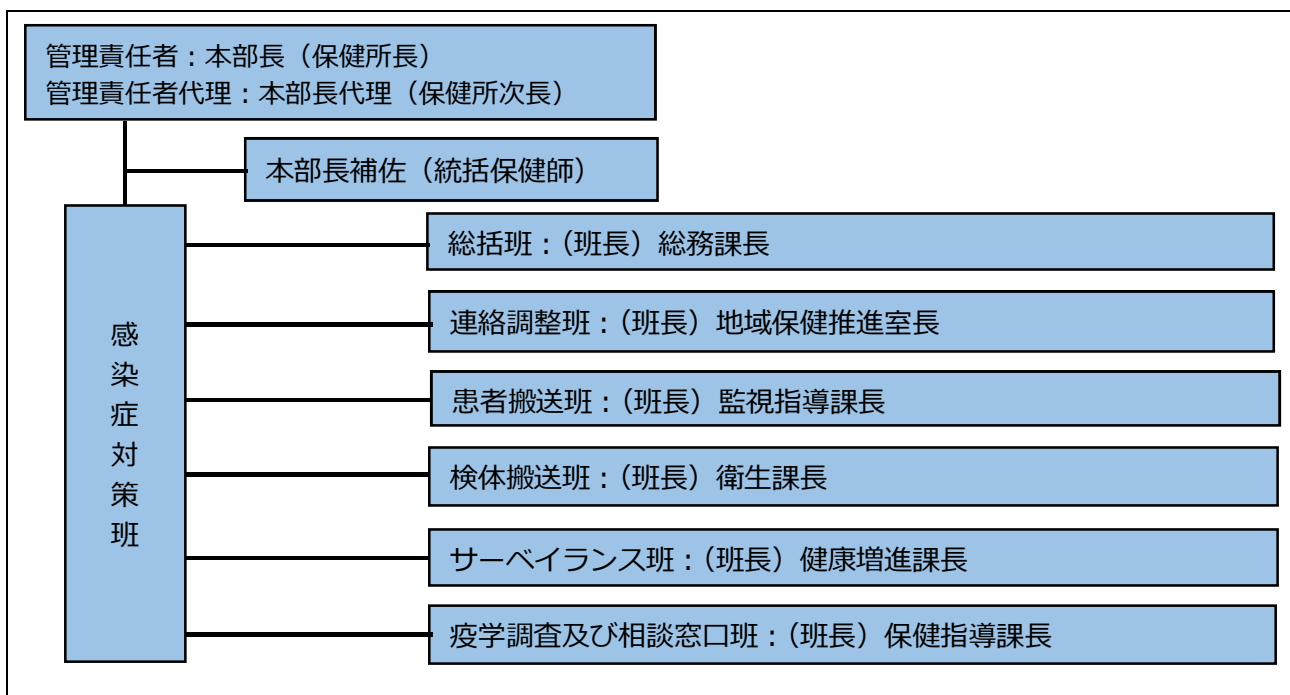 管理責任者：本部長（保健所長）
管理責任者代理：本部長代理（保健所次長）
本部長補佐（統括保健師）
感染症対策班
総括班：（班長）総務課長
連絡調整班：（班長）地域保健推進室長
患者搬送班：（班長）監視指導課長
検体搬送班：（班長）衛生課長
サーベイランス班：（班長）健康増進課長
疫学調査及び相談窓口班：（班長）保健指導課長